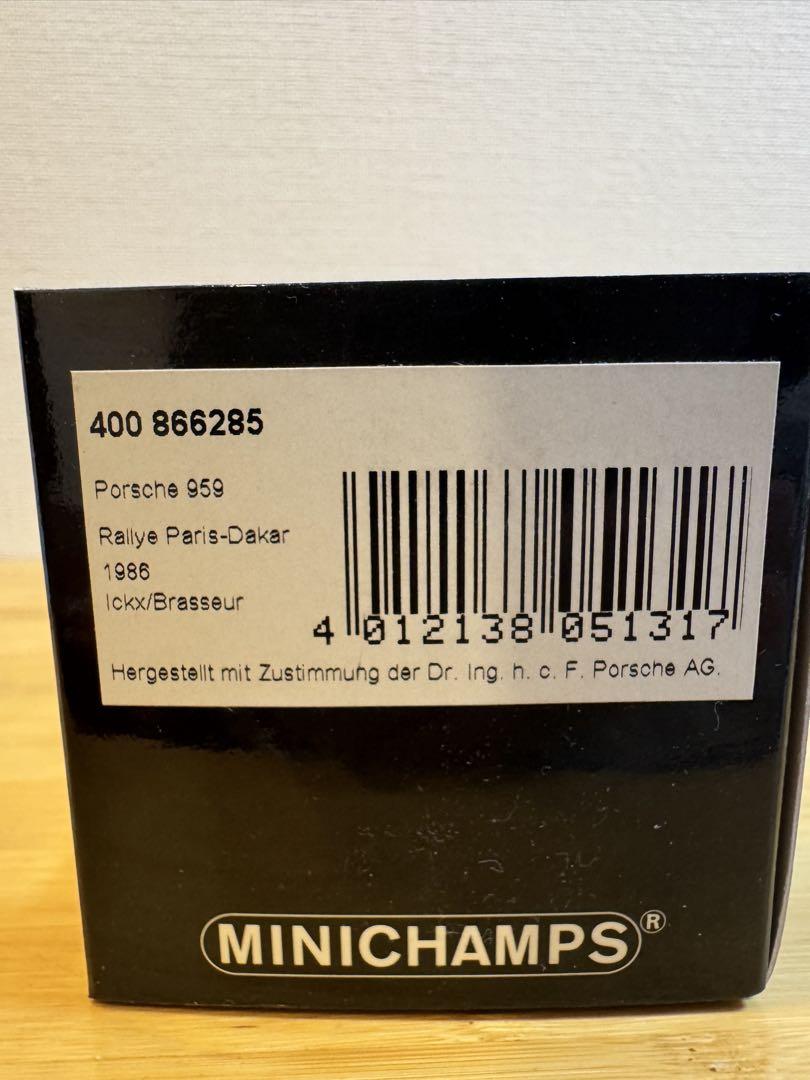 400 866285
Porsche 959
Rallye Paris-Dakar
1986
Ickx/Brasseur
4 012138 051317
Hergestellt mit Zustimmung der Dr. Ing. h. c. F. Porsche AG.
MINICHAMPS®